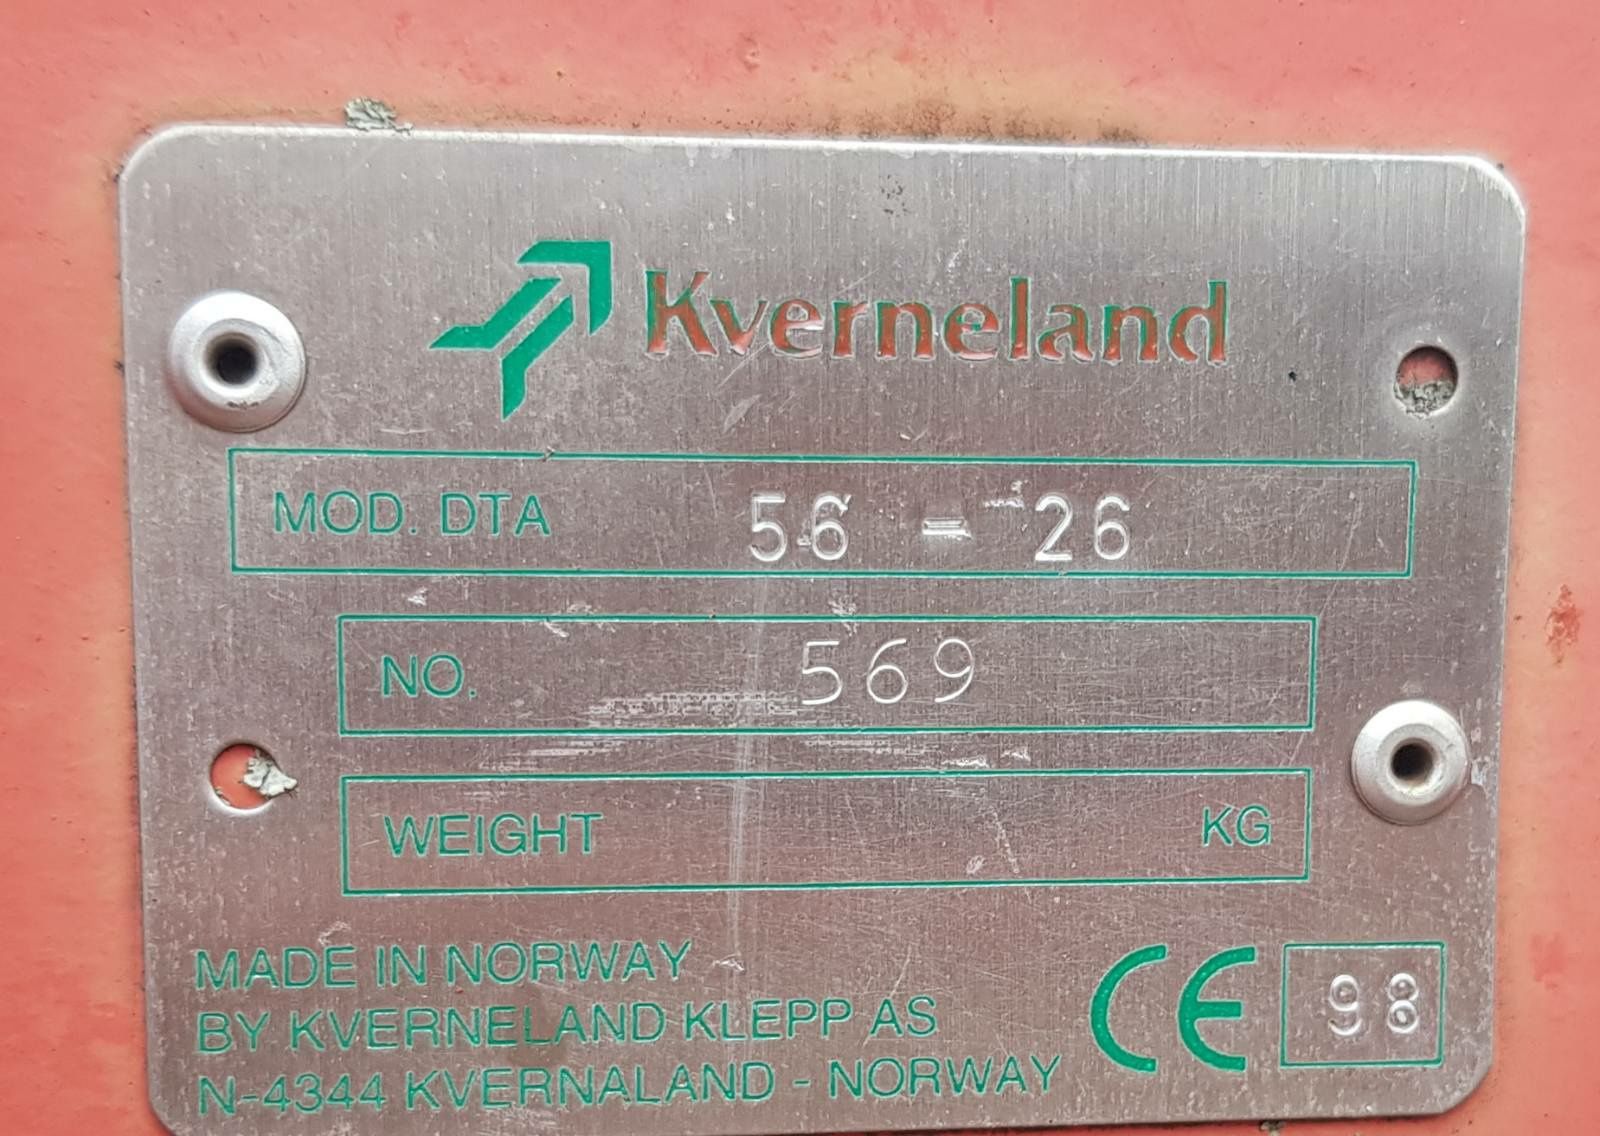 Kverneland
MOD. DTA 56 - 26
NO. 569
WEIGHT KG
MADE IN NORWAY
BY KVERNELAND KLEPP AS
N-4344 KVERNALAND - NORWAY
CE 98